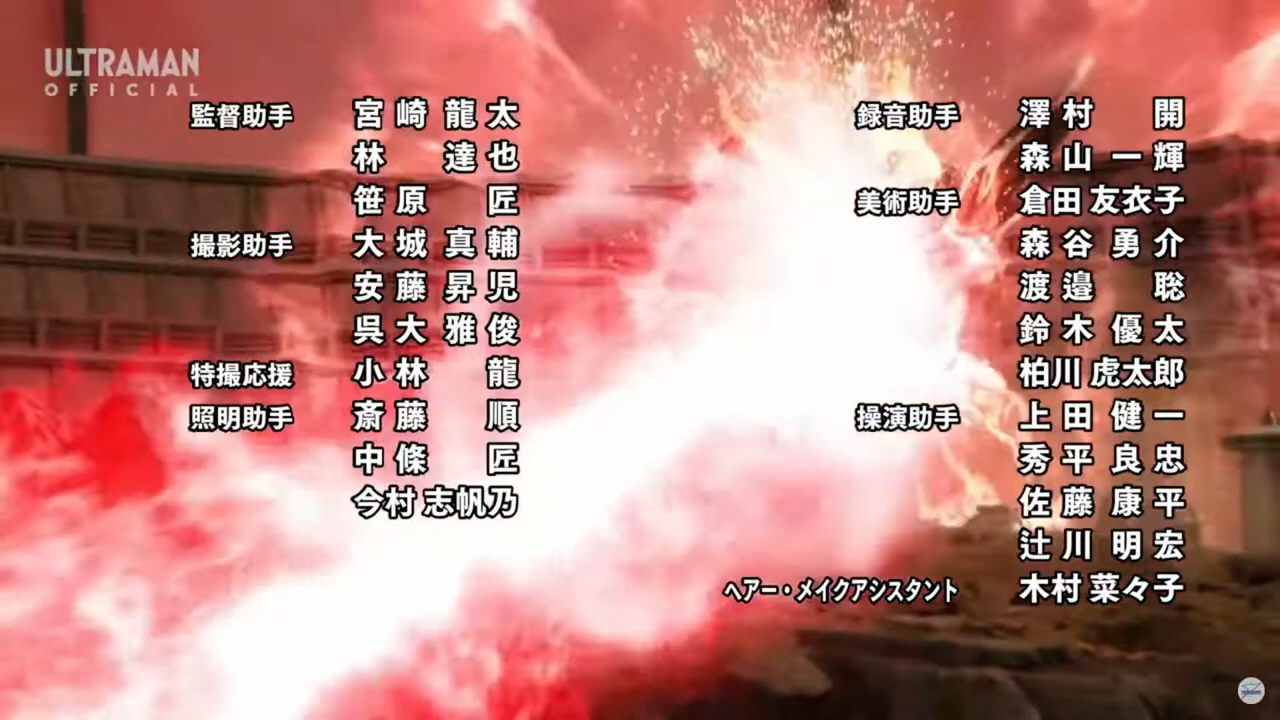 ULTRAMAN
OFFICIAL
監督助手 宮崎龍太
林達也
笹原匠
撮影助手 大城真輔
安藤昇児
呉大雅俊
特撮応援 小林龍
照明助手 斎藤順
中條匠
今村志帆乃
録音助手 澤村開
森山一輝
美術助手 倉田友衣子
森谷勇介
渡邉聡
鈴木優太
柏川虎太郎
操演助手 上田健一
秀平良忠
佐藤康平
辻川明宏
ヘアー・メイクアシスタント 木村菜々子